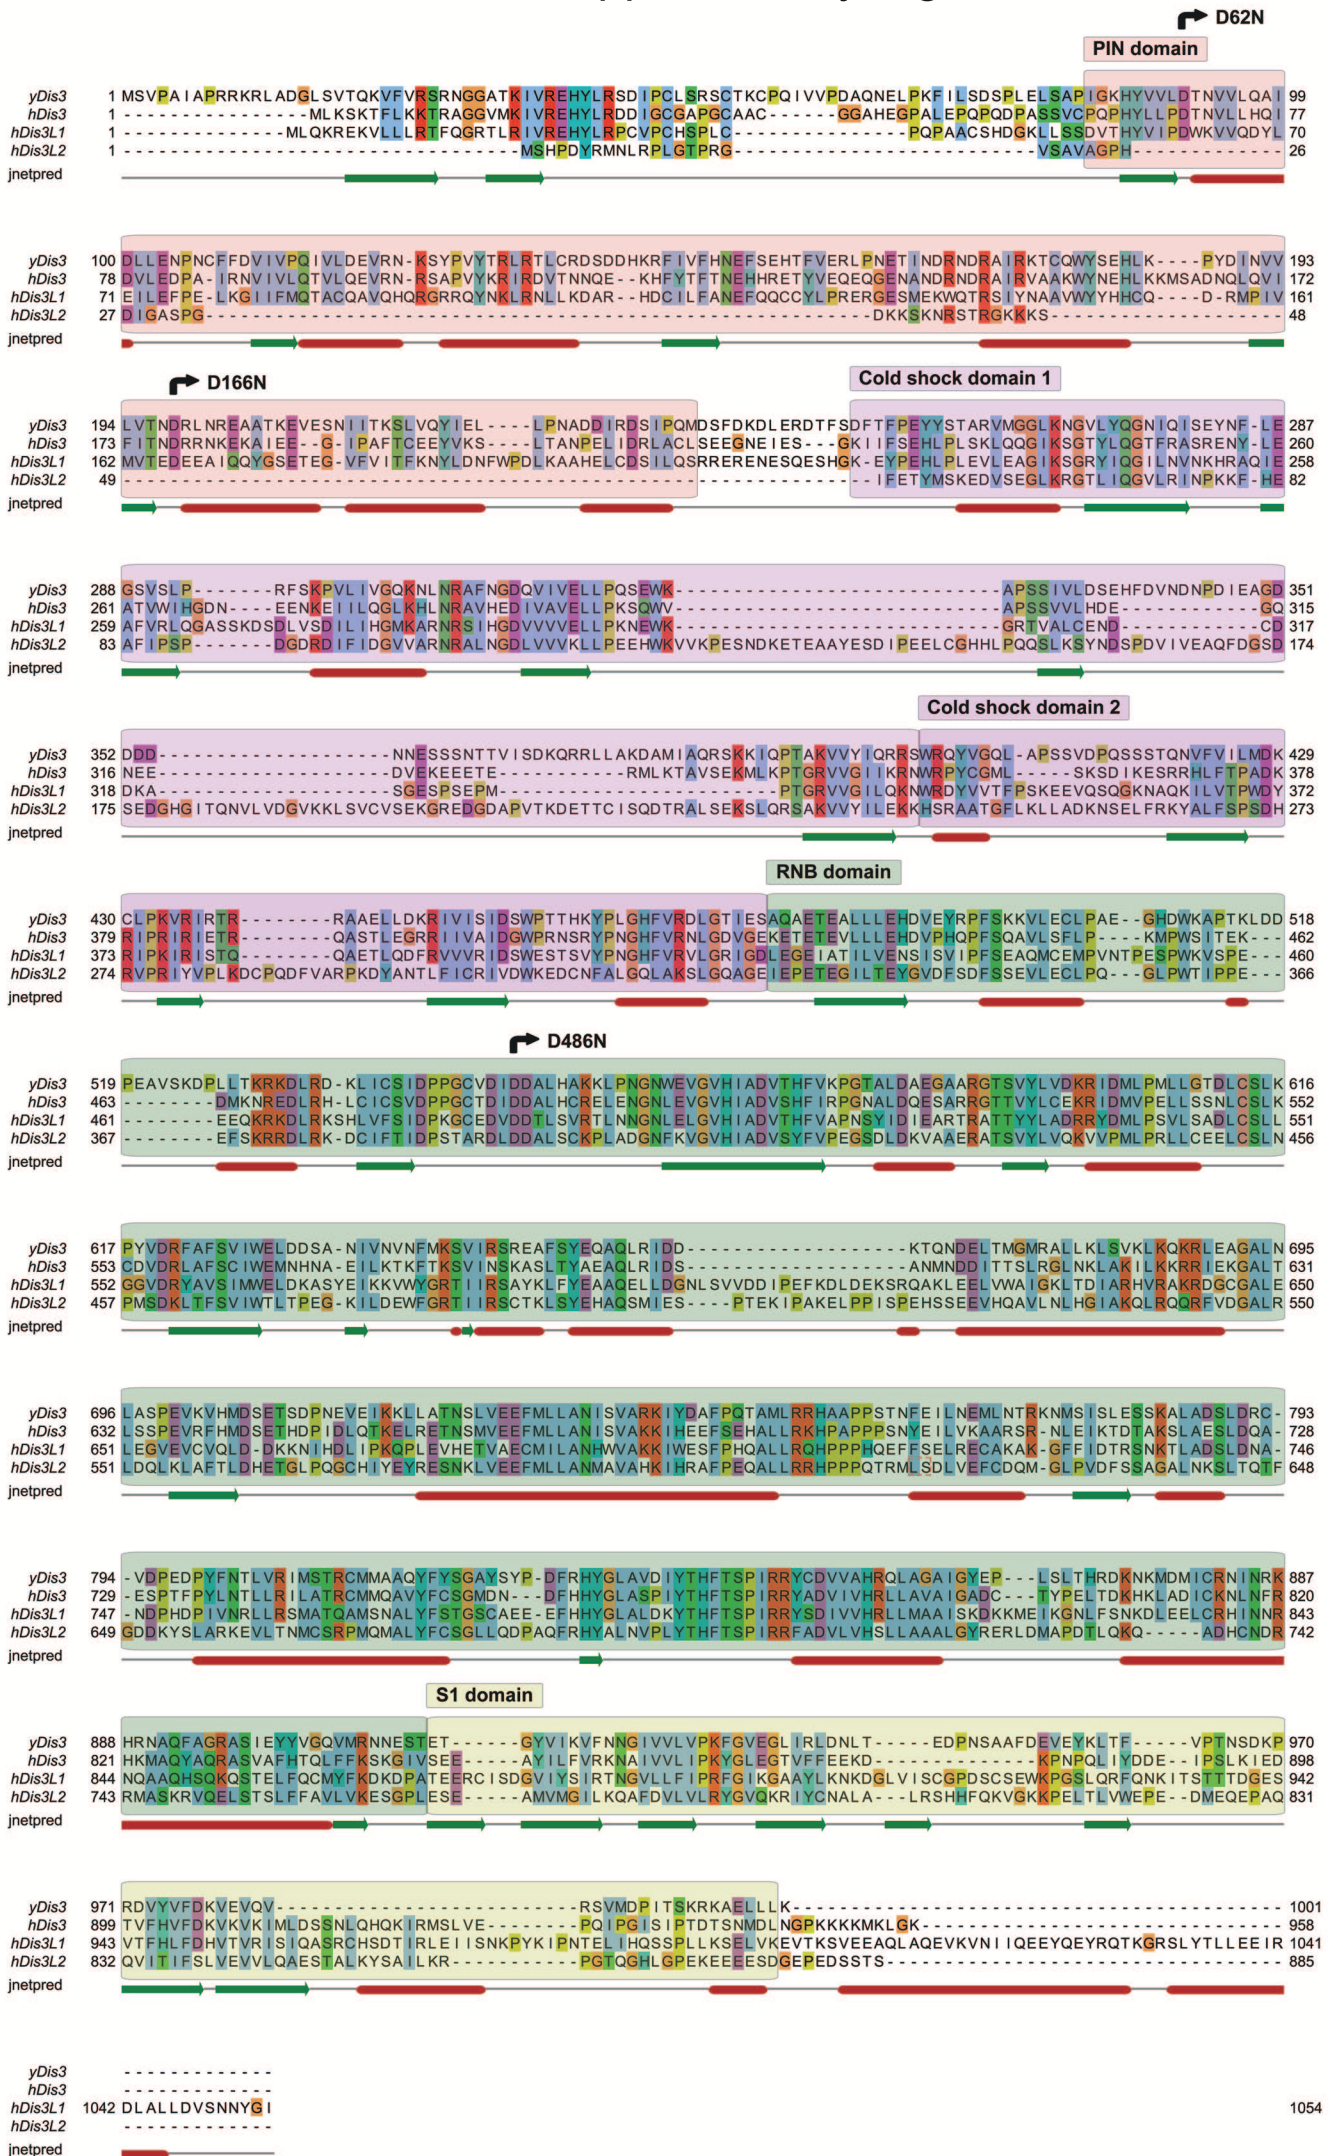 D62N
PIN domain
yDis3 1 MSVPAIAPRRKRLADGLSVTQKVFVRSRNGGATKIVREHYLRSDIPCLSRSCTKCPQIVVPDAQNELPKFILSDSPLELSAPIGKHYVVLDTNVVLQAI 99
hDis3 1 ----------------MLKSKTFLKKTRAGGVMKIVREHYLRDDIGCGAPGCAAC------GGAHEGPALEPQPQDPASSVCPQPHYLLPDTNVLLHQI 77
hDis3L1 1 --------------MLQKREKVLLLRTFQGRTLRIVREHYLRPCVPCHSPLC---------------PQPAACSHDGKLLSSDVTHYVIPDWKVVQDYL 70
hDis3L2 1 ----------------------------------MSHPDYRMNLRPLGTPRG--------------------------VSAVAGPH------------- 26
jnetpred
yDis3 100 DLLENPNCFFDVIVPQIVLDEVRN-KSYPVYTRLRTLCRDSDDHKRFIVFHNEFSEHTFVERLPNETINDRNDRAIRKTCQWYSEHLK---PYDINVV 193
hDis3 78 DVLEDPA-IRNVIVLQTVLQEVRN-RSAPVYKRIRDVTNNQE--KHFYTFTNEHHRETYVEQEQGENANDRNDRAIRVAAKWYNEHLKKMSADNQLQVI 172
hDis3L1 71 EILEFPE-LKGIIFMQTACQAVQHQRGRRQYNKLRNLLKDAR--HDCILFANEFQQCCYLPRERGESMEKWQTRSIYNAAVWYYHHCQ---D-RMPIV 161
hDis3L2 27 DIGASPG---------------------------------------------------------DKKSKNRSTRGKKKS-------------------- 48
jnetpred
D166N
Cold shock domain 1
yDis3 194 LVTNDRLNREAATKEVESNIITKSLVQYIEL----LPNADDIRDSIPQMDSFDKDLERDTFSDFTFPEYYSTARVMGGLKNGVLYQGNIQISEYNF-LE 287
hDis3 173 FITNDRRNKEKAIEE--G-IPAFTCEEYVKS----LTANPELIDRLACLSEEGNEIES---GKIIFSEHLPLSKLQQGIKSGTYLQGTFRASRENYY-LE 260
hDis3L1 162 MVTEDEEAIQQYGSETEG-VFVITFKNYLDNFWPDLKAAHELCDSILQSRRERENESQESHGK-EYPEHLPLEVLEAGIKSGRYIQGILNVNKHRAQIE 258
hDis3L2 49 ----------------------------------------------------------------IFETYMSKEDVSEGLKRGTLIQGVLRINPKKF-HE 82
jnetpred
yDis3 288 GSVSLP-------RFSKPVLIVGQKNLNRAFNGDQVIVELLPQSEWK----------------------------APSSIVLDSEHFDVNDNPDIEAGD 351
hDis3 261 ATVWIHGDN----EENKEIILQGLKHLNRAVHEDIVAVELLPKSQWV----------------------------APSSVVLHDE------------GQ 315
hDis3L1 259 AFVRLQGASSKDSDLVSDILIHGMKARNRSIHGDVVVVELLPKNEWK----------------------------GRTVALCEND------------CD 317
hDis3L2 83 AFIPSP-------DGDRDIFIDGVVARNRALNGDLVVVKLLPEEHWKVVKPESNDKETEAAYESDIPEELCGHHLPQQSLKSYNDSPDVIVEAQFDGSD 174
jnetpred
Cold shock domain 2
yDis3 352 DDD--------------------NNESSSNTTVISDKQRRLLAKDAMIAQRSKKIQPTAKVVYIQRRSWRQYVGQL-APSSVDPQSSSTQNVFVILMDK 429
hDis3 316 NEE--------------------DVEKEEETE-----------RMLKTAVSEKMLKPTGRVVGIIKRNWRPYCGML-----SKSDIKESRRHLFTPADK 378
hDis3L1 318 DKA--------------------SGESPSEPM------------------------PTGRVVGILQKNWRDYVVTFPSKEEVQSQGKNAQKILVTPWDY 372
hDis3L2 175 SEDGHGITQNVLVDGVKKLSVCVSEKGREDGDAPVTKDETTCISQDTRALSEKSLQRSAKVVYILEKKHSRAATGFLKLLADKNSELFRKYALFSPSDH 273
jnetpred
RNB domain
yDis3 430 CLPKVRIRTR--------RAAELLDKRIVISIDSWPTTHKYPLGHFVRDLGTIESAQAETEALLLEHDVEYRPFSKKVLECLPAE--GHDWKAPTKLDD 518
hDis3 379 RIPRIRIETR--------QASTLEGRRIIVAIDGWPRNSRYPNGHFVRNLGDVGEKETETEVLLLEHDVPHQPFSQAVLSFLP----KMPWSITEK--- 462
hDis3L1 373 RIPKIRISTQ--------QAETLQDFRVVVRIDSWESTSVYPNGHFVRVLGRIGDLEGEIATILVENSISVIPFSEAQMCEMPVNTPESPWKVSPE--- 460
hDis3L2 274 RVPRIYVPLKDCPQDFVARPKDYANTLFICRIVDWKEDCNFALGQLAKSLGQAGEIEPETEGILTEYGVDFSDFSSEVLECLPQ---GLPWTIPPE--- 366
jnetpred
D486N
yDis3 519 PEAVSKDPLLTKRKDLRD-KLICSIDPPGCVDIDDALHAKKLPNGNWEVGVHIADVTHFVKPGTALDAEGAARGTSVYLVDKRIDMLPMLLGTDLCSLK 616
hDis3 463 --------DMKNREDLRH-LCICSVDPPGCTDIDDALHCRELENGNLEVGVHIADVSHFIRPGNALDQESARRGTTVYLCEKRIDMVPELLSSNLCSLK 552
hDis3L1 461 --------EEQKRKDLRKSHLVFSIDPKGCEDVDDTLSVRTLNNGNLELGVHIADVTHFVAPNSYIDIEARTRATTYYLADRRYDMLPSVLSADLCSLL 551
hDis3L2 367 --------EFSKRRDLRK-DCIFTIDPSTARDLDDALSCKPLADGNFKVGVHIADVSYFVPEGSDLDKVAAERATSVYLVQKVVPMLPRLLCEELCSLN 456
jnetpred
yDis3 617 PYVDRFAFSVIWELDDSA-NIVNVNFMKSVIRSREAFSYEQAQLRIDD-------------------KTQNDELTMGMRALLKLSVKLKQKRLEAGALN 695
hDis3 553 CDVDRLAFSCIWEMNHNA-EILKTKFTKSVINSKASLTYAEAQLRIDS-------------------ANMNDDITTSLRGLNKLAKILKKRRIEKGALT 631
hDis3L1 552 GGVDRYAVSIMWELDKASYEIKKVWYGRTIIRSAYKLFYEAAQELLDGNLSVVDDIPEFKDLDEKSRQAKLEELVWAIGKLTDIARHVRAKRDGCGALE 650
hDis3L2 457 PMSDKLTFSVIWTLTPEG-KILDEWFGRTIIRSCTKLSYEHAQSMIES----PTEKIPAKELPPISPEHSSEEVHQAVLNLHGIAKQLRQQRFVDGALR 550
jnetpred
yDis3 696 LASPEVKVHMDSETSDPNEVEIKKLLATNSLVEEFMLLANISVARKIYDAFPQTAMLRRHAAPPSTNFEILNEMLNTRKNMSISLESSKALADSLDRC- 793
hDis3 632 LSSPEVRFHMDSETHDPIDLQTKELRETNSMVEEFMLLANISVAKKIHEEFSEHALLRKHPAPPPSNYEILVKAARSR-NLEIKTDTAKSLAESLDQA- 728
hDis3L1 651 LEGVEVCVQLD-DKKNIHDLIPKQPLEVHETVAECMILANHWVAKKIWESFPHQALLRQHPPPHQEFFSELRECAKAK-GFFIDTRSNKTLADSLDNA- 746
hDis3L2 551 LDQLKLAFTLDHETGLPQGCHIYEYRESNKLVEEFMLLANMAVAHKIHRAFPEQALLRRHPPPQTRMLSDLVEFCDQM-GLPVDFSSAGALNKSLTQTF 648
jnetpred
yDis3 794 -VDPEDPYFNTLVRIMSTRCMMAAQYFYSGAYSYP-DFRHYGLAVDIYTHFTSPIRRYCDVVAHRQLAGAIGYEP---LSLTHRDKNKMDMICRNINRK 887
hDis3 729 -ESPTFPYLNTLLRILATRCMMQAVYFCSGMDN---DFHHYGLASPIYTHFTSPIRRYADVIVHRLLAVAIGADC---TYPELTDKHKLADICKNLNFR 820
hDis3L1 747 -NDPHDPIVNRLLRSMATQAMSNALYFSTGSCAEE-EFHHYGLALDKYTHFTSPIRRYSDIVVHRLLMAAISKDKKMEIKGNLFSNKDLEELCRHINNR 843
hDis3L2 649 GDDKYSLARKEVLTNMCSRPMQMALYFCSGLLQDPAQFRHYALNVPLYTHFTSPIRRFADVLVHSLLAAALGYRERLDMAPDTLQKQ-----ADHCNDR 742
jnetpred
S1 domain
yDis3 888 HRNAQFAGRASIEYYVGQVMRNNESTET------GYVIKVFNNGIVVLVPKFGVEGLIRLDNLT-----EDPNSAAFDEVEYKLTF-----VPTNSDKP 970
hDis3 821 HKMAQYAQRASVAFHTQLFFKSKGIVSEE-----AYILFVRKNAIVVLIPKYGLEGTVFFEEKD--------------KPNPQLIYDDE--IPSLKIED 898
hDis3L1 844 NQAAQHSQKQSTELFQCMYFKDKDPATEERCISDGVIYSIRTNGVLLFIPRFGIKGAAYLKNKDGLVISCGPDSCSEWKPGSLQRFQNKITSTTTDGES 942
hDis3L2 743 RMASKRVQELSTSLFFAVLVKESGPLESE-----AMVMGILKQAFDVLVLRYGVQKRIYCNALA---LRSHHFQKVGKKPELTLVWEPE--DMEQEPAQ 831
jnetpred
yDis3 971 RDVYVFDKVEVQV--------------------------RSVMDPITSKRKAELLLK------------------------------------------ 1001
hDis3 899 TVFHVFDKVKVKIMLDSSNLQHQKIRMSLVE--------PQIPGISIPTDTSNMDLNGPKKKKMKLGK------------------------------- 958
hDis3L1 943 VTFHLFDHVTVRISIQASRCHSDTIRLEIISNKPYKIPNTELIHQSSPLLKSELVKEVTKSVEEAQLAQEVKVNIIQEEYQEYRQTKGRSLYTLLEEIR 1041
hDis3L2 832 QVITIFSLVEVVLQAESTALKYSAILKR-----------PGTQGHLGPEKEEEESDGEPEDSSTS---------------------------------- 885
jnetpred
yDis3 -------------
hDis3 -------------
hDis3L1 1042 DLALLDVSNNYGI 1054
hDis3L2 -------------
jnetpred